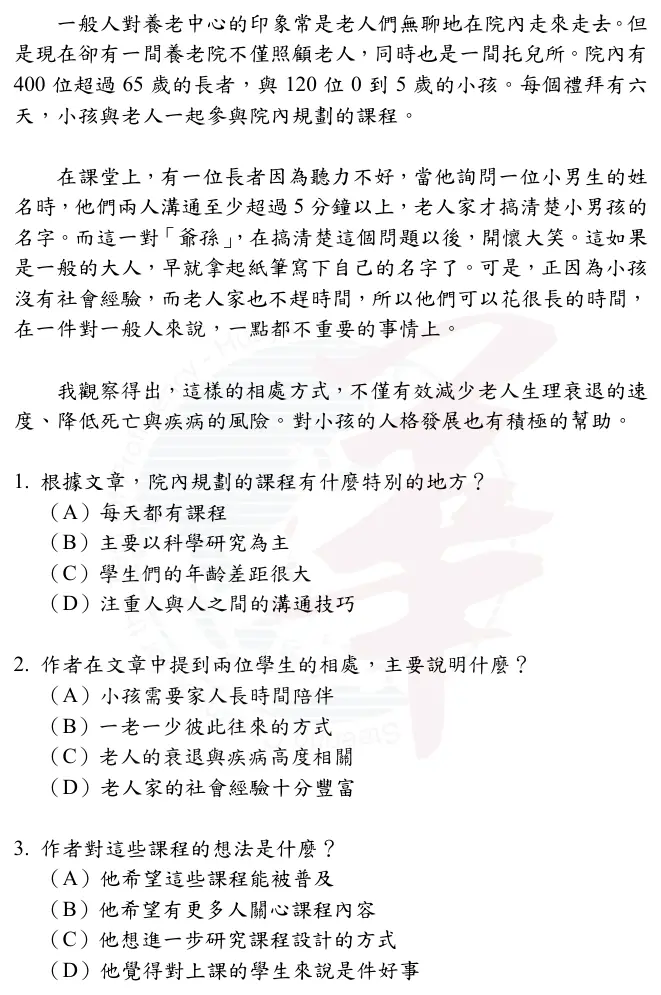 一般人對養老中心的印象常是老人們無聊地在院內走來走去。但
是現在卻有一間養老院不僅照顧老人，同時也是一間托兒所。院內有
400 位超過 65 歲的長者，與 120 位 0 到 5 歲的小孩。每個禮拜有六
天，小孩與老人一起參與院內規劃的課程。
在課堂上，有一位長者因為聽力不好，當他詢問一位小男生的姓
名時，他們兩人溝通至少超過 5 分鐘以上，老人家才搞清楚小男孩的
名字。而這一對「爺孫」，在搞清楚這個問題以後，開懷大笑。這如果
是一般的大人，早就拿起紙筆寫下自己的名字了。可是，正因為小孩
沒有社會經驗，而老人家也不趕時間，所以他們可以花很長的時間，
在一件對一般人來說，一點都不重要的事情上。
我觀察得出，這樣的相處方式，不僅有效減少老人生理衰退的速
度、降低死亡與疾病的風險。對小孩的人格發展也有積極的幫助。
1. 根據文章，院內規劃的課程有什麼特別的地方？
（A）每天都有課程
（B）主要以科學研究為主
（C）學生們的年齡差距很大
（D）注重人與人之間的溝通技巧
2. 作者在文章中提到兩位學生的相處，主要說明什麼？
（A）小孩需要家人長時間陪伴
（B）一老一少彼此往來的方式
（C）老人的衰退與疾病高度相關
（D）老人家的社會經驗十分豐富
3. 作者對這些課程的想法是什麼？
（A）他希望這些課程能被普及
（B）他希望有更多人關心課程內容
（C）他想進一步研究課程設計的方式
（D）他覺得對上課的學生來說是件好事